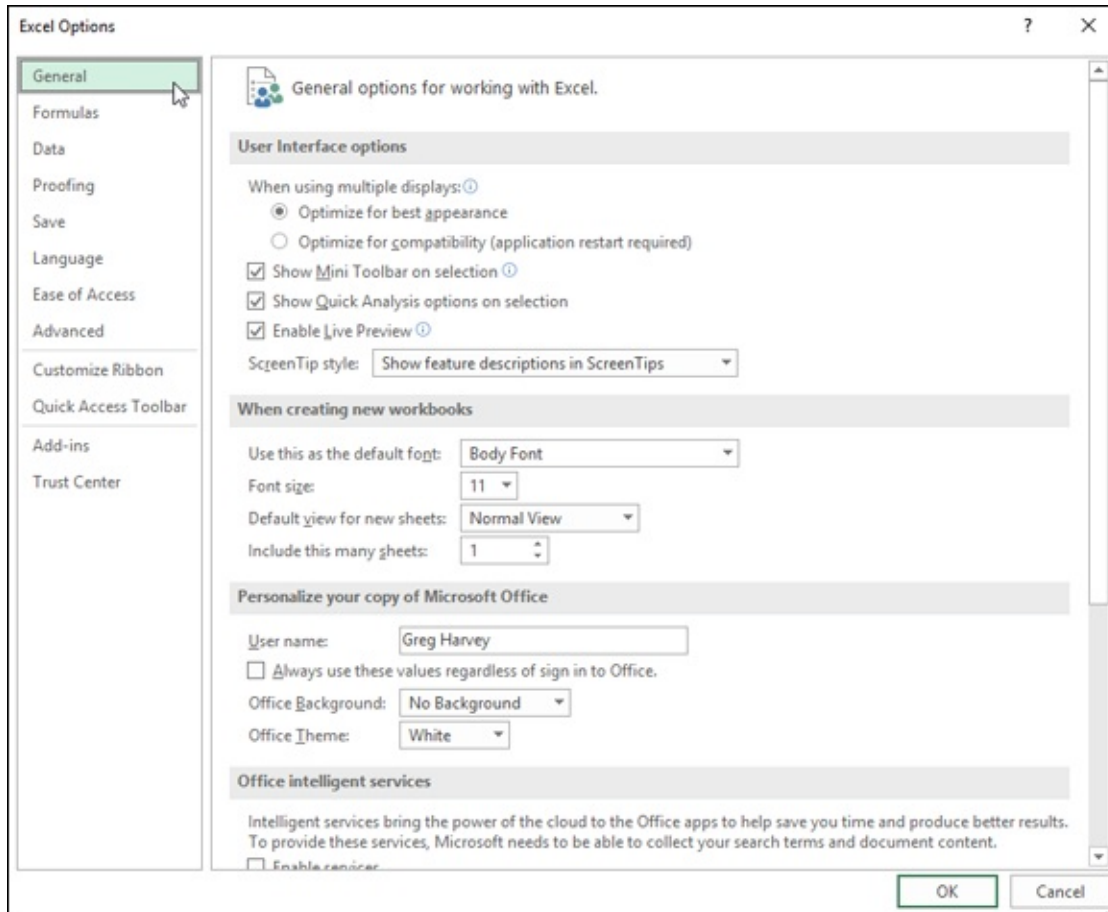 Excel Options
?
General
Formulas
Data
Proofing
Save
Language
Ease of Access
Advanced
Customize Ribbon
Quick Access Toolbar
Add-ins
Trust Center
General options for working with Excel.
User Interface options
When using multiple displays:
Optimize for best appearance
Optimize for compatibility (application restart required)
Show Mini Toolbar on selection
Show Quick Analysis options on selection
Enable Live Preview
ScreenTip style: Show feature descriptions in ScreenTips
When creating new workbooks
Use this as the default font: Body Font
Font size: 11
Default view for new sheets: Normal View
Include this many sheets: 1
Personalize your copy of Microsoft Office
User name: Greg Harvey
Always use these values regardless of sign in to Office.
Office Background: No Background
Office Theme: White
Office intelligent services
Intelligent services bring the power of the cloud to the Office apps to help save you time and produce better results.
To provide these services, Microsoft needs to be able to collect your search terms and document content.
Enable services
OK Cancel